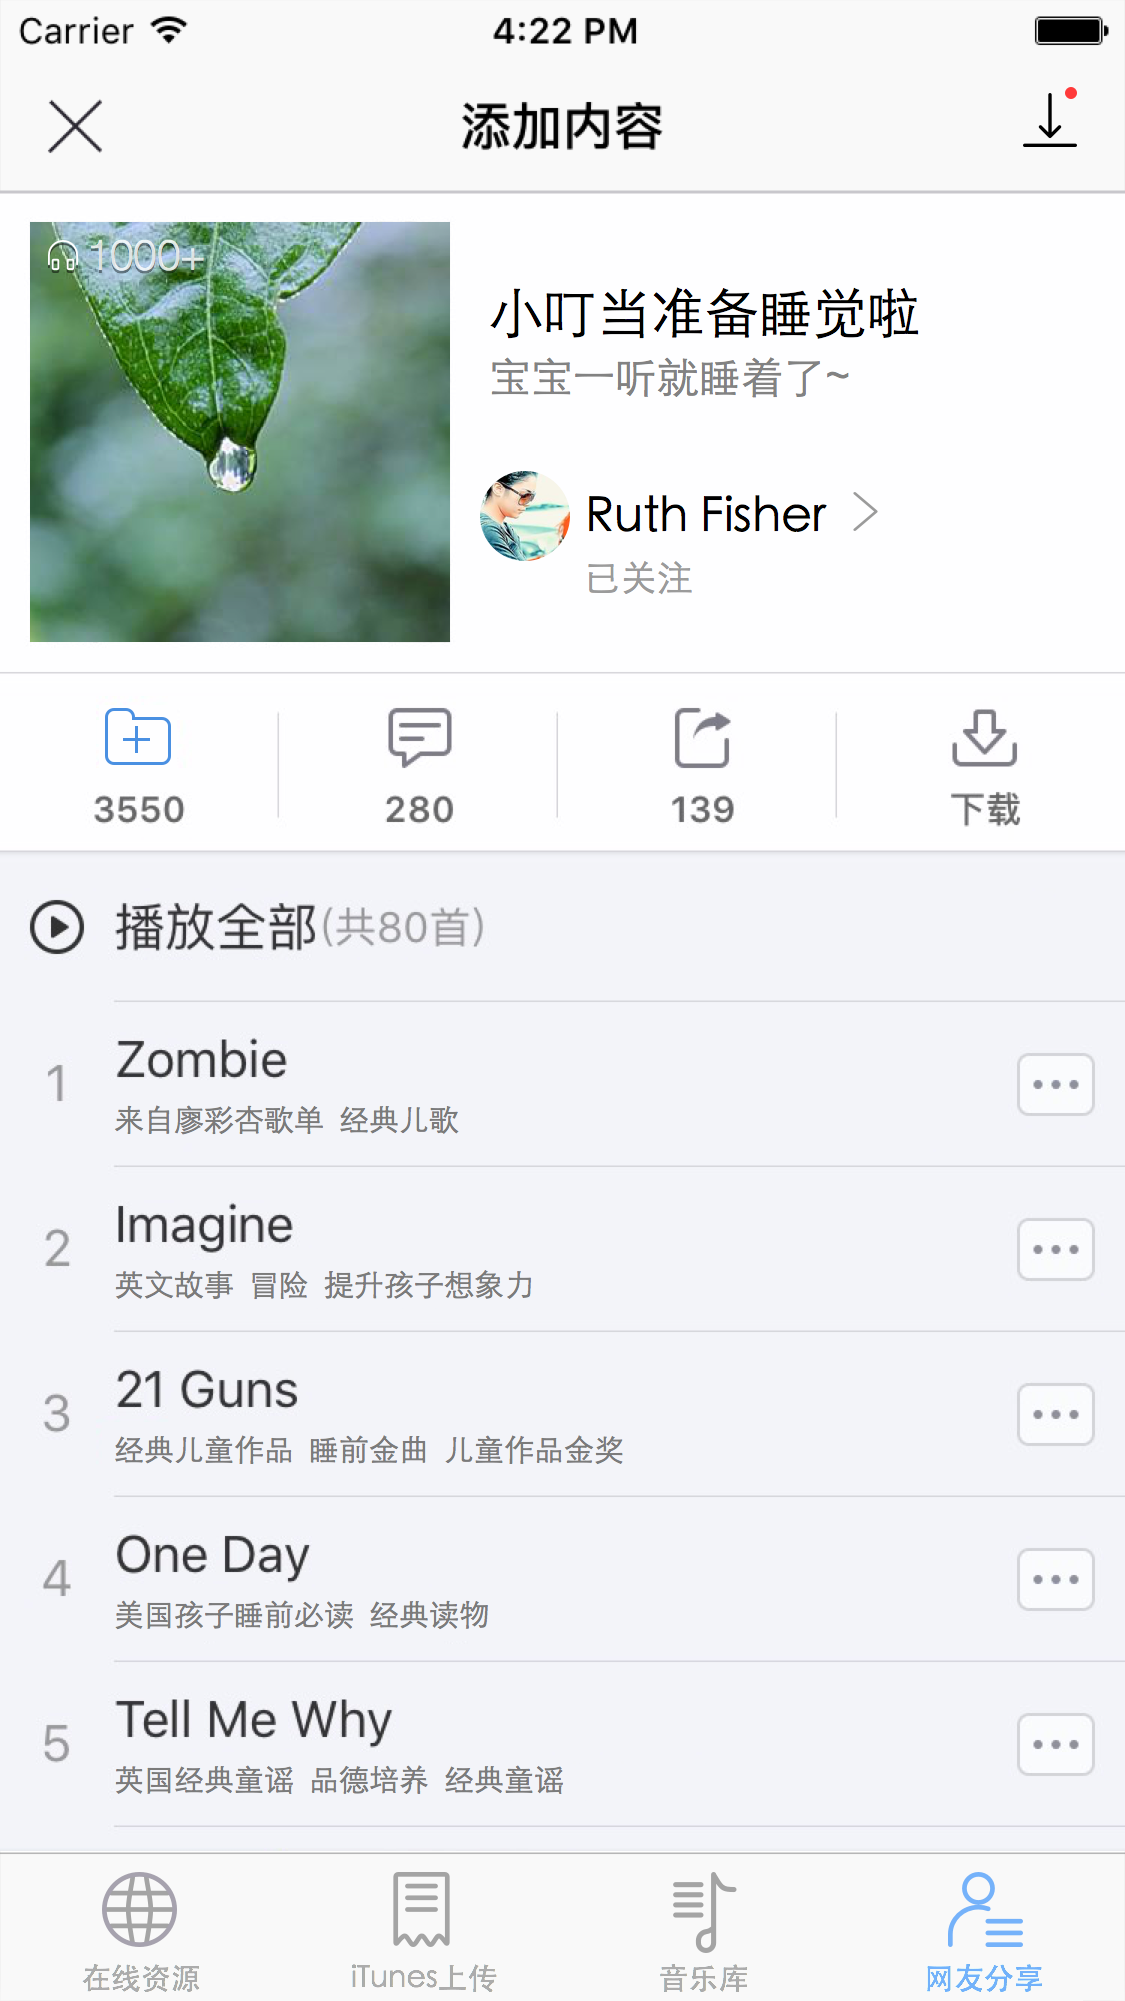 Carrier 4:22 PM
添加内容
1000+
小叮当准备睡觉啦
宝宝一听就睡着了~
Ruth Fisher
已关注
3550 280 139 下载
播放全部(共80首)
1 Zombie
来自廖彩杏歌单 经典儿歌
2 Imagine
英文故事 冒险 提升孩子想象力
3 21 Guns
经典儿童作品 睡前金曲 儿童作品金奖
4 One Day
美国孩子睡前必读 经典读物
5 Tell Me Why
英国经典童谣 品德培养 经典童谣
在线资源 iTunes上传 音乐库 网友分享